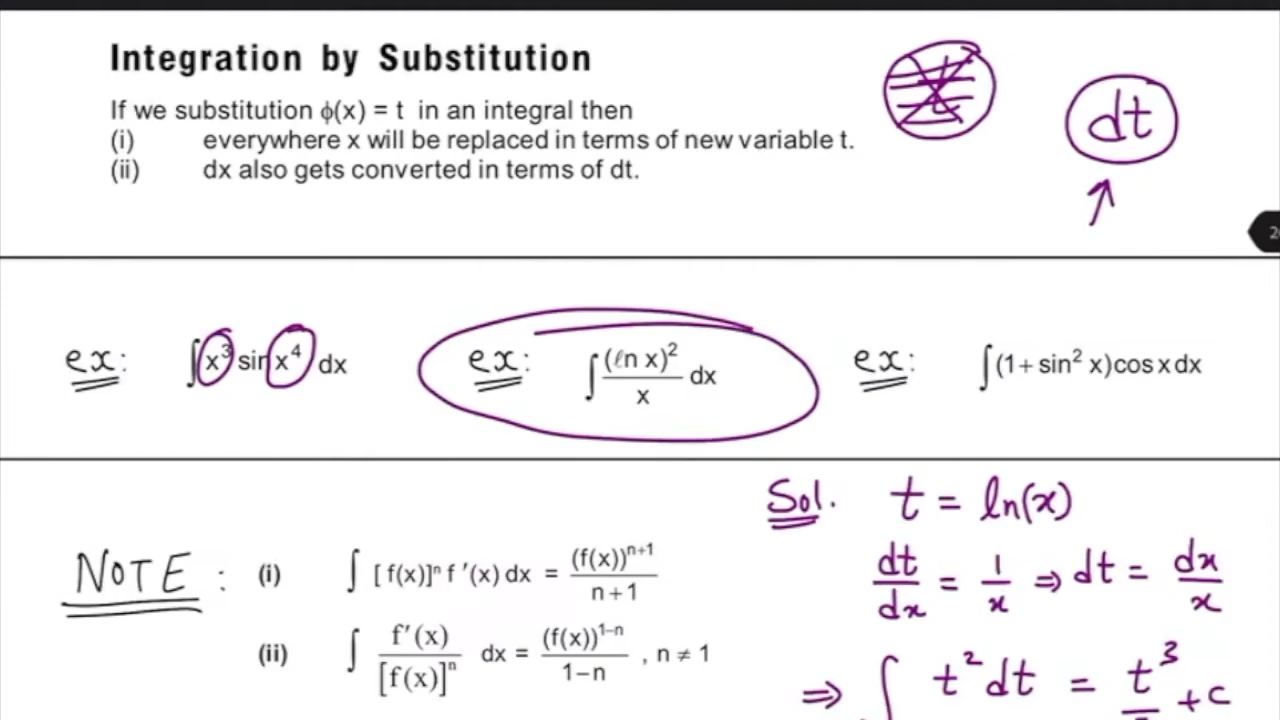 Integration by Substitution
If we substitution ϕ(x) = t in an integral then
(i) everywhere x will be replaced in terms of new variable t.
(ii) dx also gets converted in terms of dt.
dt
ex: ∫x³ sin x⁴ dx
ex: ∫(ℓn x)²/x dx
ex: ∫(1+ sin² x)cos x dx
Sol. t = ln(x)
dt/dx = 1/x ⇒ dt = dx/x
⇒ ∫ t² dt = t³ + c
NOTE : (i) ∫ [ f(x)]ⁿ f '(x) dx = (f(x))ⁿ⁺¹/n+1
(ii) ∫ f′(x)/[f(x)]ⁿ dx = (f(x))¹⁻ⁿ/1−n , n ≠ 1